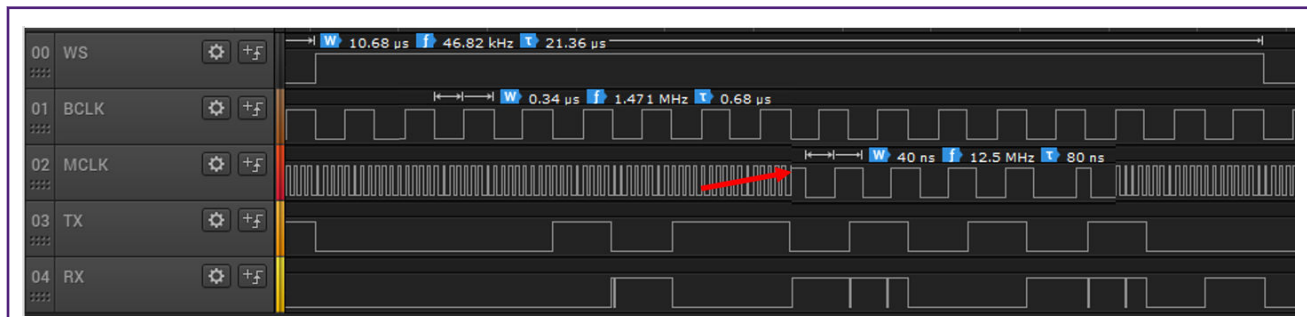 00 WS W 10.68 µs f 46.82 kHz τ 21.36 µs
01 BCLK W 0.34 µs f 1.471 MHz τ 0.68 µs
02 MCLK W 40 ns f 12.5 MHz τ 80 ns
03 TX
04 RX